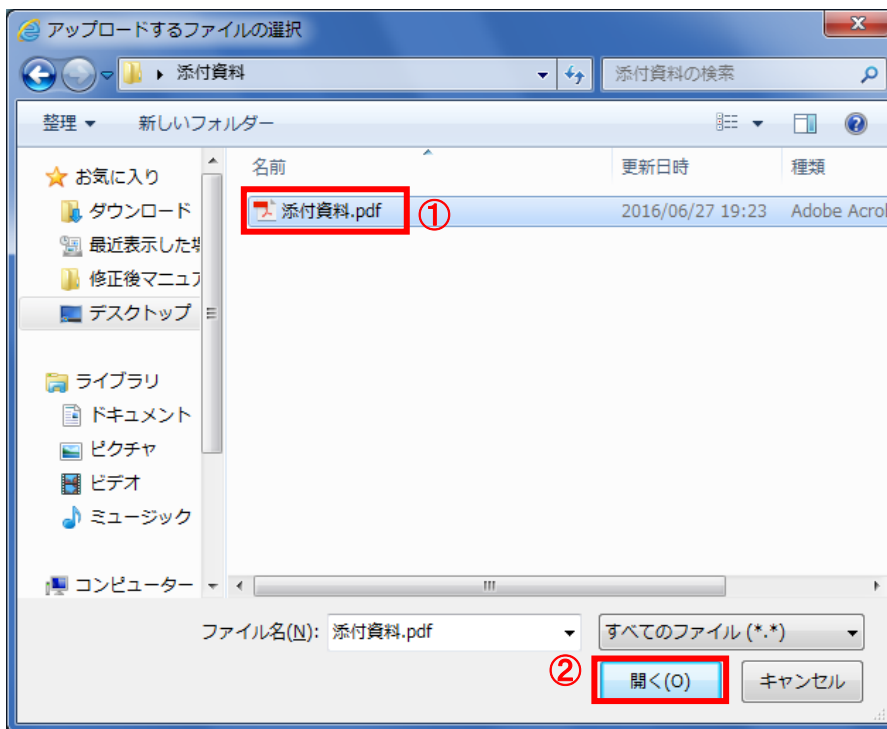 アップロードするファイルの選択
添付資料
添付資料の検索
整理
新しいフォルダー
お気に入り
ダウンロード
最近表示した
修正後マニュア
デスクトップ
ライブラリ
ドキュメント
ピクチャ
ビデオ
ミュージック
コンピューター
名前 更新日時 種類
添付資料.pdf 2016/06/27 19:23 Adobe Acro
①
ファイル名(N): 添付資料.pdf すべてのファイル (*.*)
②
開く(O) キャンセル